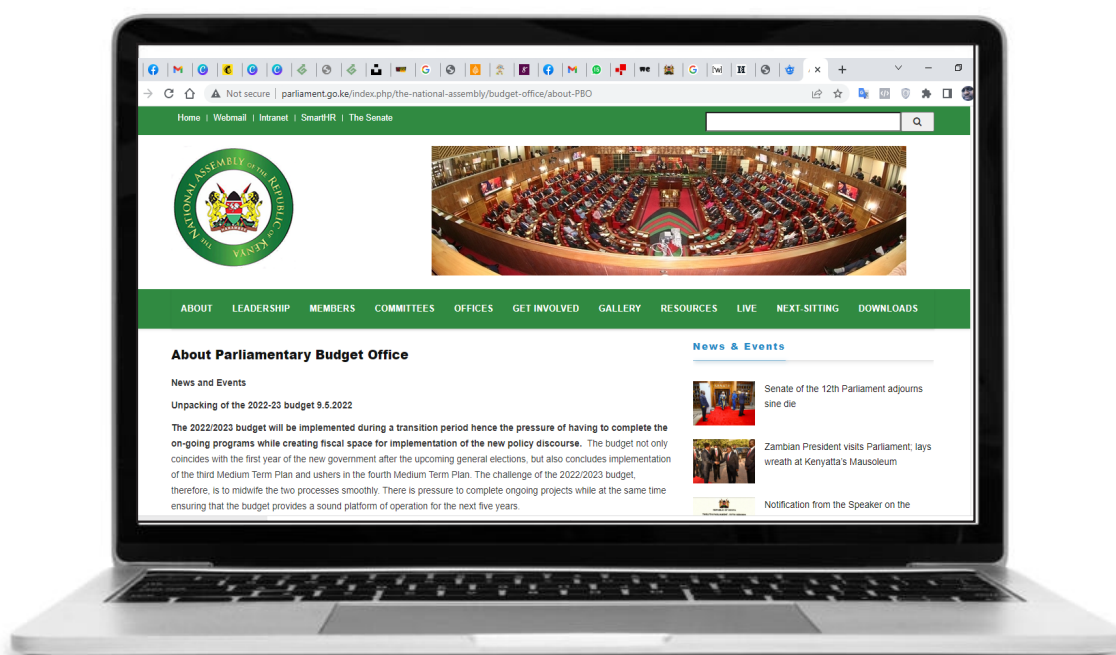 Not secure | parliament.go.ke/index.php/the-national-assembly/budget-office/about-PBO
Home | Webmail | Intranet | SmartHR | The Senate
THE NATIONAL ASSEMBLY OF THE REPUBLIC OF KENYA
ABOUT LEADERSHIP MEMBERS COMMITTEES OFFICES GET INVOLVED GALLERY RESOURCES LIVE NEXT-SITTING DOWNLOADS
About Parliamentary Budget Office
News and Events
Unpacking of the 2022-23 budget 9.5.2022
The 2022/2023 budget will be implemented during a transition period hence the pressure of having to complete the
on-going programs while creating fiscal space for implementation of the new policy discourse. The budget not only
coincides with the first year of the new government after the upcoming general elections, but also concludes implementation
of the third Medium Term Plan and ushers in the fourth Medium Term Plan. The challenge of the 2022/2023 budget,
therefore, is to midwife the two processes smoothly. There is pressure to complete ongoing projects while at the same time
ensuring that the budget provides a sound platform of operation for the next five years.
News & Events
Senate of the 12th Parliament adjourns
sine die
Zambian President visits Parliament; lays
wreath at Kenyatta's Mausoleum
Notification from the Speaker on the